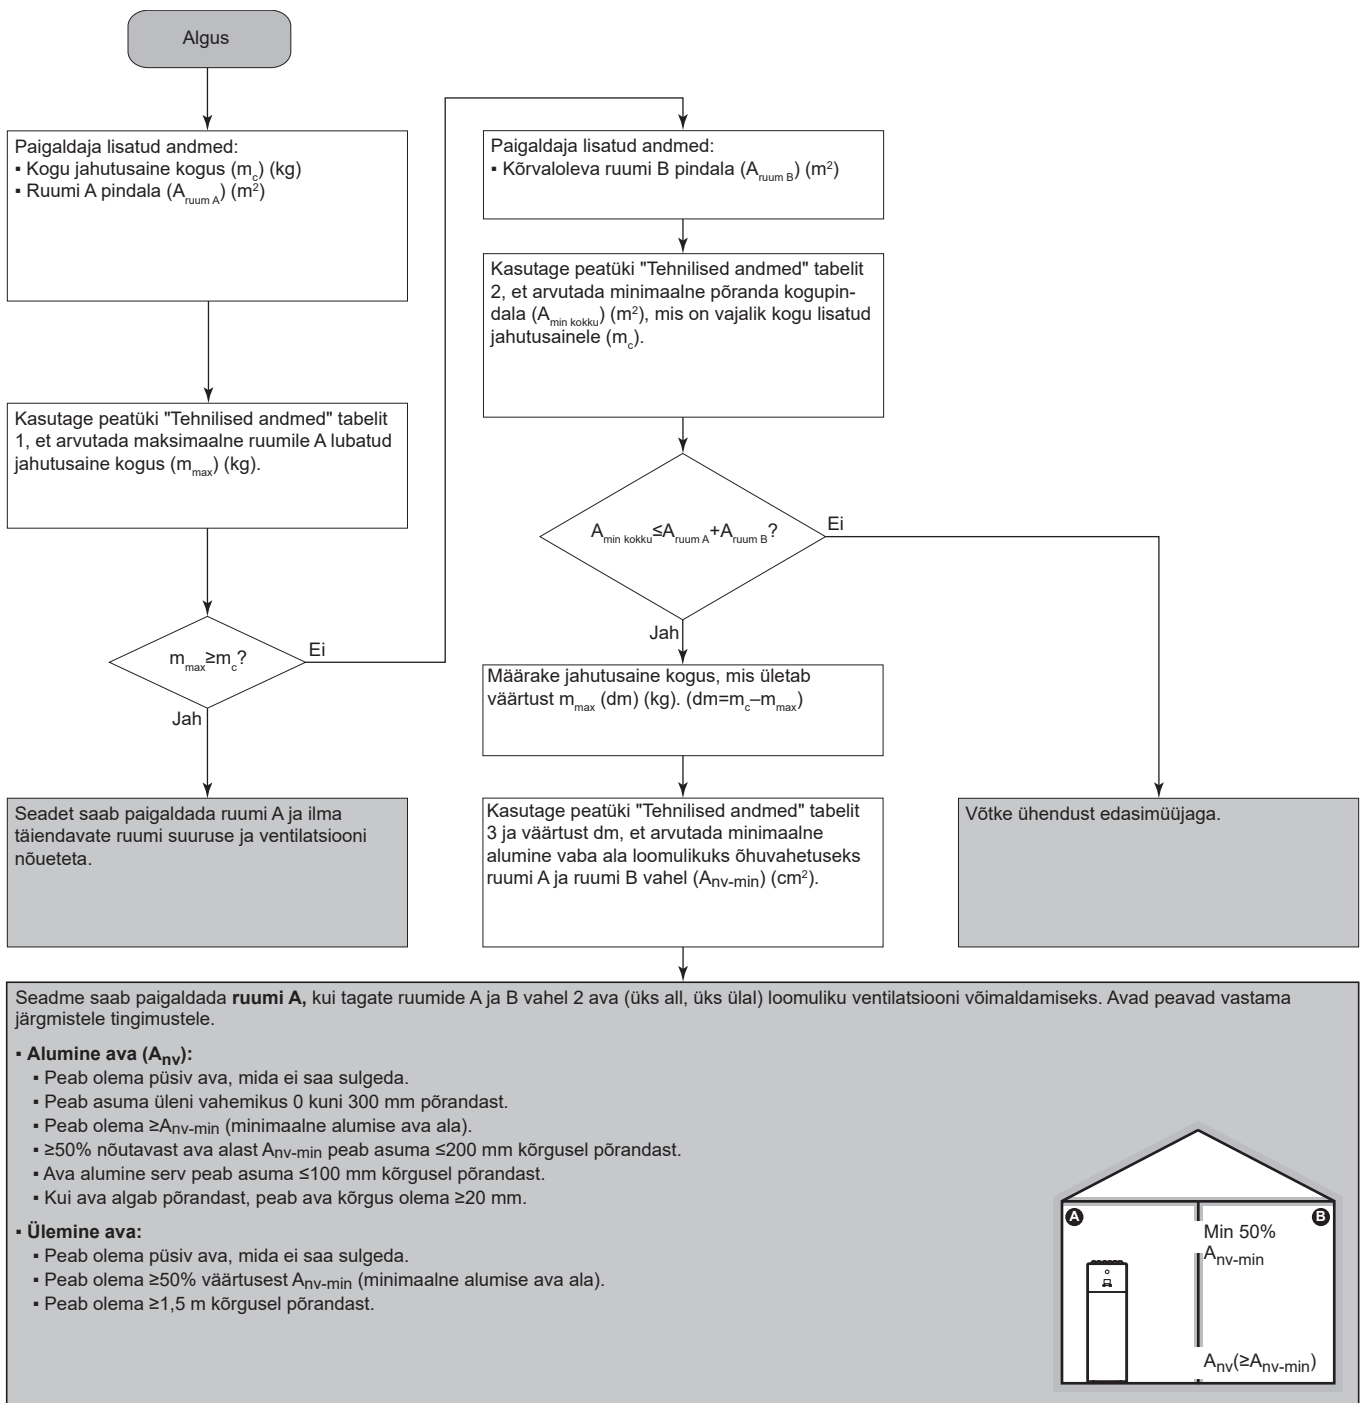 Algus
Paigaldaja lisatud andmed:
▪ Kogu jahutusaine kogus (mc) (kg)
▪ Ruumi A pindala (Aruum A) (m²)
Kasutage peatüki "Tehnilised andmed" tabelit
1, et arvutada maksimaalne ruumile A lubatud
jahutusaine kogus (mmax) (kg).
mmax≥mc?
Ei
Jah
Seadet saab paigaldada ruumi A ja ilma
täiendavate ruumi suuruse ja ventilatsiooni
nõueteta.
Paigaldaja lisatud andmed:
▪ Kõrvaloleva ruumi B pindala (Aruum B) (m²)
Kasutage peatüki "Tehnilised andmed" tabelit
2, et arvutada minimaalne põranda kogupin-
dala (Amin kokku) (m²), mis on vajalik kogu lisatud
jahutusainele (mc).
Amin kokku≤Aruum A+Aruum B?
Ei
Jah
Määrake jahutusaine kogus, mis ületab
väärtust mmax (dm) (kg). (dm=mc–mmax)
Kasutage peatüki "Tehnilised andmed" tabelit
3 ja väärtust dm, et arvutada minimaalne
alumine vaba ala loomulikuks õhuvahetuseks
ruumi A ja ruumi B vahel (Anv-min) (cm²).
Võtke ühendust edasimüüjaga.
Seadme saab paigaldada ruumi A, kui tagate ruumide A ja B vahel 2 ava (üks all, üks ülal) loomuliku ventilatsiooni võimaldamiseks. Avad peavad vastama
järgmistele tingimustele.
▪ Alumine ava (Anv):
▪ Peab olema püsiv ava, mida ei saa sulgeda.
▪ Peab asuma üleni vahemikus 0 kuni 300 mm põrandast.
▪ Peab olema ≥Anv-min (minimaalne alumise ava ala).
▪ ≥50% nõutavast ava alast Anv-min peab asuma ≤200 mm kõrgusel põrandast.
▪ Ava alumine serv peab asuma ≤100 mm kõrgusel põrandast.
▪ Kui ava algab põrandast, peab ava kõrgus olema ≥20 mm.
▪ Ülemine ava:
▪ Peab olema püsiv ava, mida ei saa sulgeda.
▪ Peab olema ≥50% väärtusest Anv-min (minimaalne alumise ava ala).
▪ Peab olema ≥1,5 m kõrgusel põrandast.
A
B
Min 50%
Anv-min
Anv(≥Anv-min)